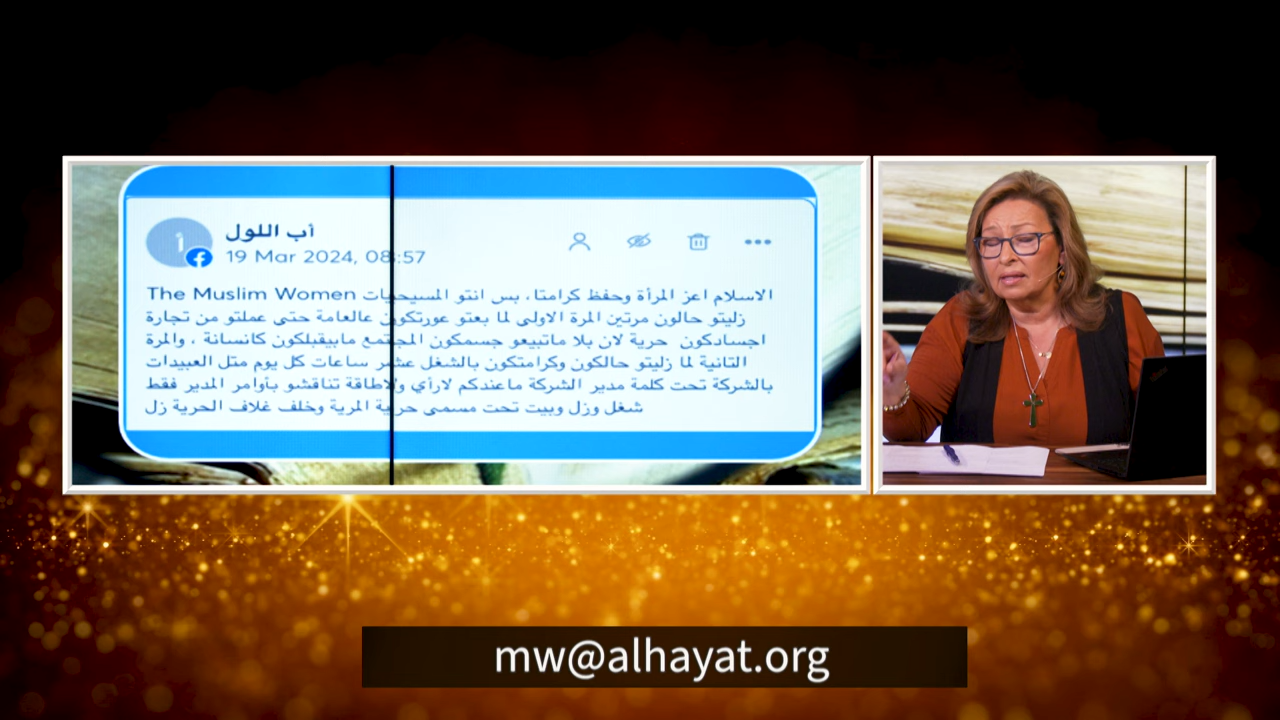 أب اللول
19 Mar 2024, 08:57
The Muslim Women الاسلام اعز المرأة وحفظ كرامتا، بس انتو المسيحيات
زليتو حالون مرتين المرة الاولى لما بعتو عورتكون عالعامة حتى عملتو من تجارة
اجسادكون حرية لان بلا ماتبيعو جسمكون المجتمع مابيقبلكون كانسانة ، والمرة
التانية لما زليتو حالكون وكرامتكون بالشغل عشر ساعات كل يوم متل العبيدات
بالشركة تحت كلمة مدير الشركة ماعندكم لارأي ولاطاقة تناقشو بأوامر المدير فقط
شغل وزل وبيت تحت مسمى حرية المرية وخلف غلاف الحرية زل
mw@alhayat.org